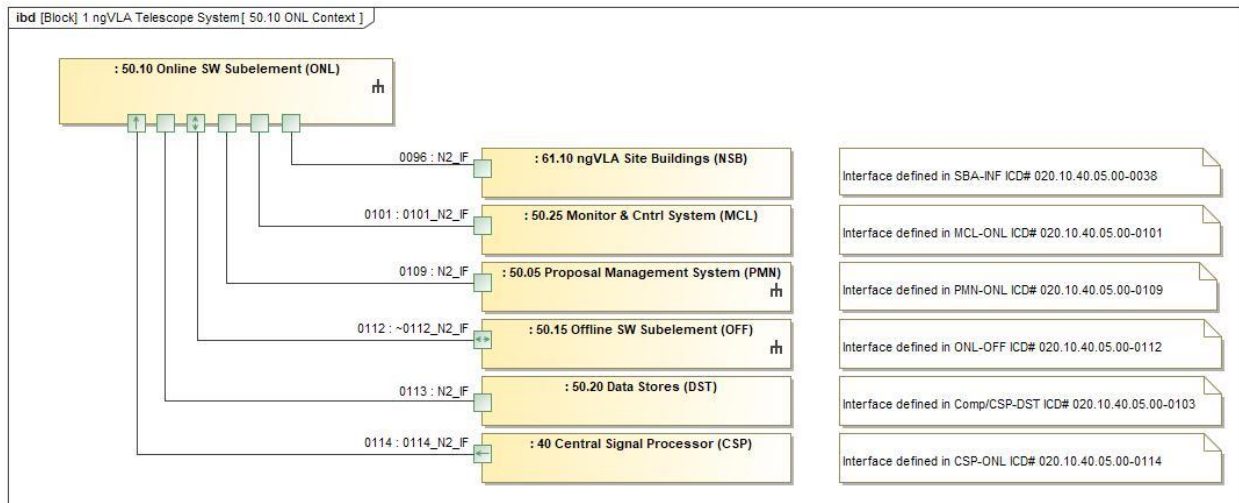 ibd [Block] 1 ngVLA Telescope System[ 50.10 ONL Context ]
: 50.10 Online SW Subelement (ONL)
0096 : N2_IF
: 61.10 ngVLA Site Buildings (NSB)
Interface defined in SBA-INF ICD# 020.10.40.05.00-0038
0101 : 0101_N2_IF
: 50.25 Monitor & Cntrl System (MCL)
Interface defined in MCL-ONL ICD# 020.10.40.05.00-0101
0109 : N2_IF
: 50.05 Proposal Management System (PMN)
Interface defined in PMN-ONL ICD# 020.10.40.05.00-0109
0112 : ~0112_N2_IF
: 50.15 Offline SW Subelement (OFF)
Interface defined in ONL-OFF ICD# 020.10.40.05.00-0112
0113 : N2_IF
: 50.20 Data Stores (DST)
Interface defined in Comp/CSP-DST ICD# 020.10.40.05.00-0103
0114 : 0114_N2_IF
: 40 Central Signal Processor (CSP)
Interface defined in CSP-ONL ICD# 020.10.40.05.00-0114